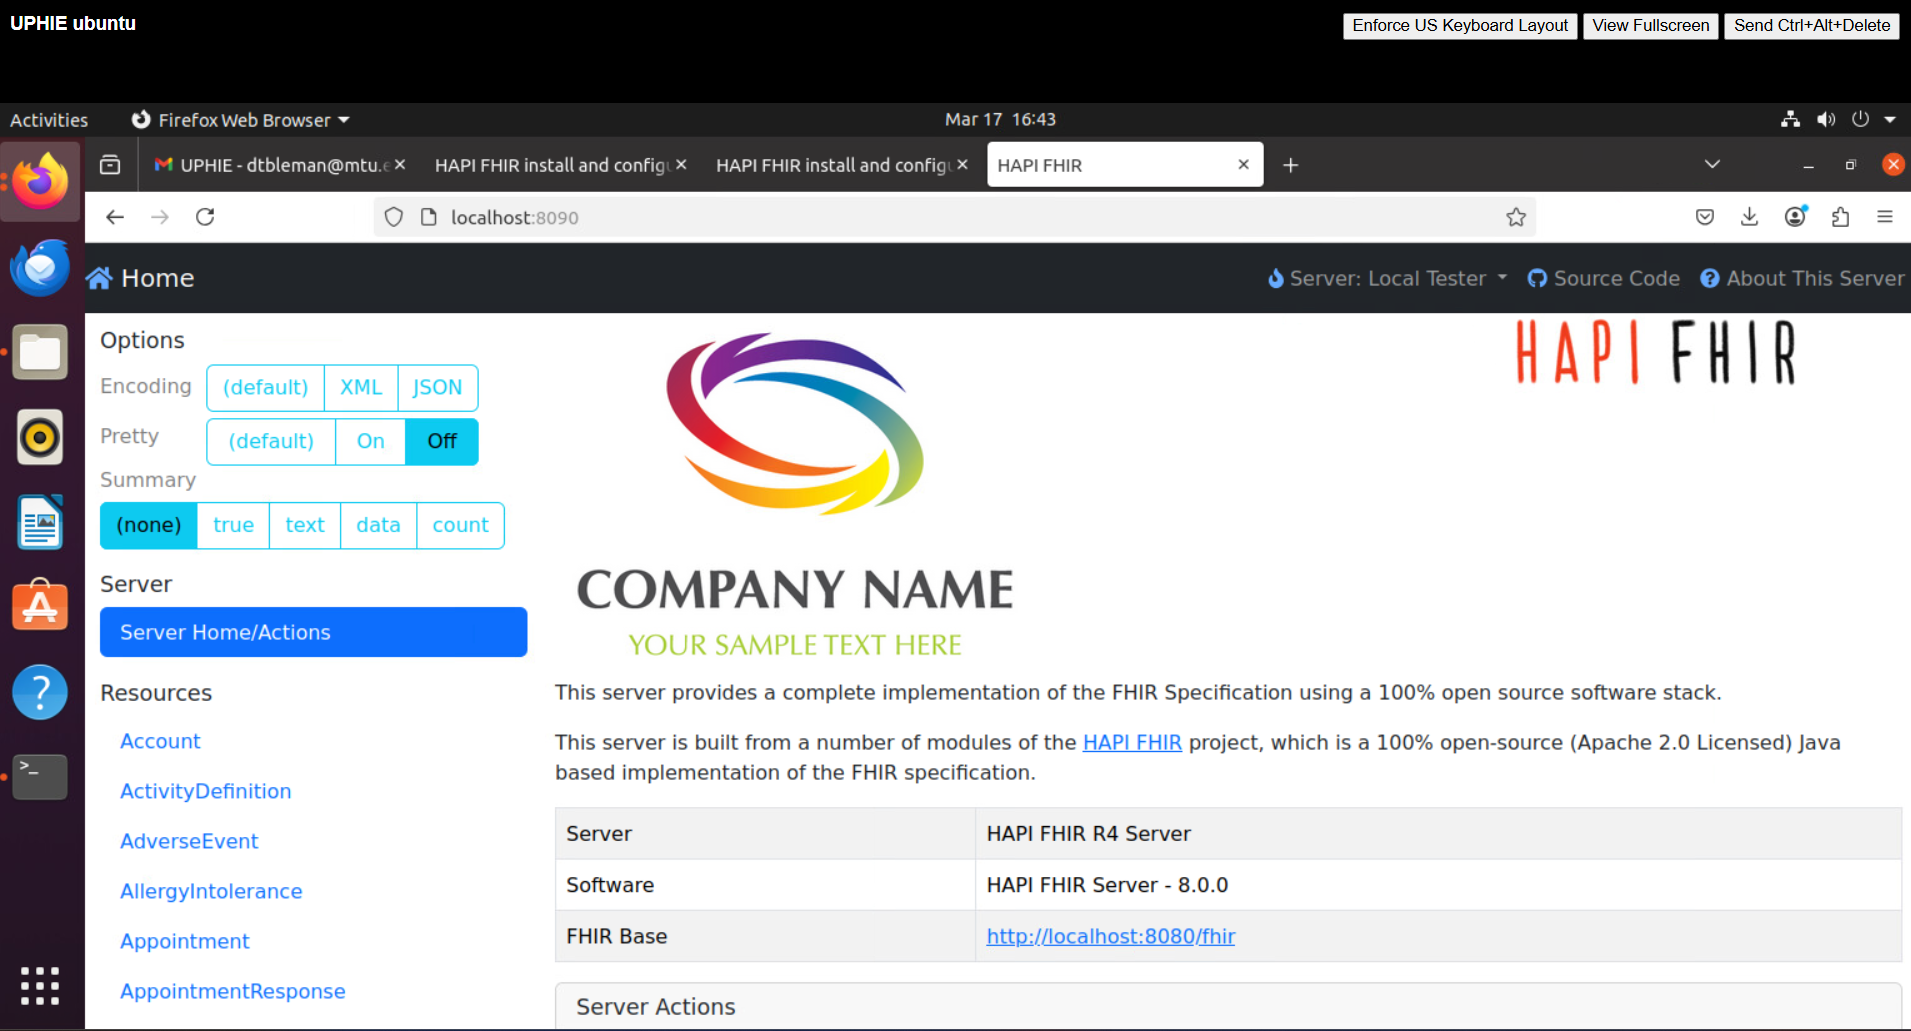 UPHIE ubuntu
Enforce US Keyboard Layout View Fullscreen Send Ctrl+Alt+Delete
Activities Firefox Web Browser Mar 17 16:43
UPHIE - dtbleman@mtu.e HAPI FHIR install and configu HAPI FHIR install and configu HAPI FHIR
localhost:8090
Home Server: Local Tester Source Code About This Server
Options
Encoding (default) XML JSON
Pretty (default) On Off
Summary
(none) true text data count
Server
Server Home/Actions
Resources
Account
ActivityDefinition
AdverseEvent
AllergyIntolerance
Appointment
AppointmentResponse
HAPI FHIR
COMPANY NAME
YOUR SAMPLE TEXT HERE
This server provides a complete implementation of the FHIR Specification using a 100% open source software stack.
This server is built from a number of modules of the HAPI FHIR project, which is a 100% open-source (Apache 2.0 Licensed) Java
based implementation of the FHIR specification.
Server HAPI FHIR R4 Server
Software HAPI FHIR Server - 8.0.0
FHIR Base http://localhost:8080/fhir
Server Actions